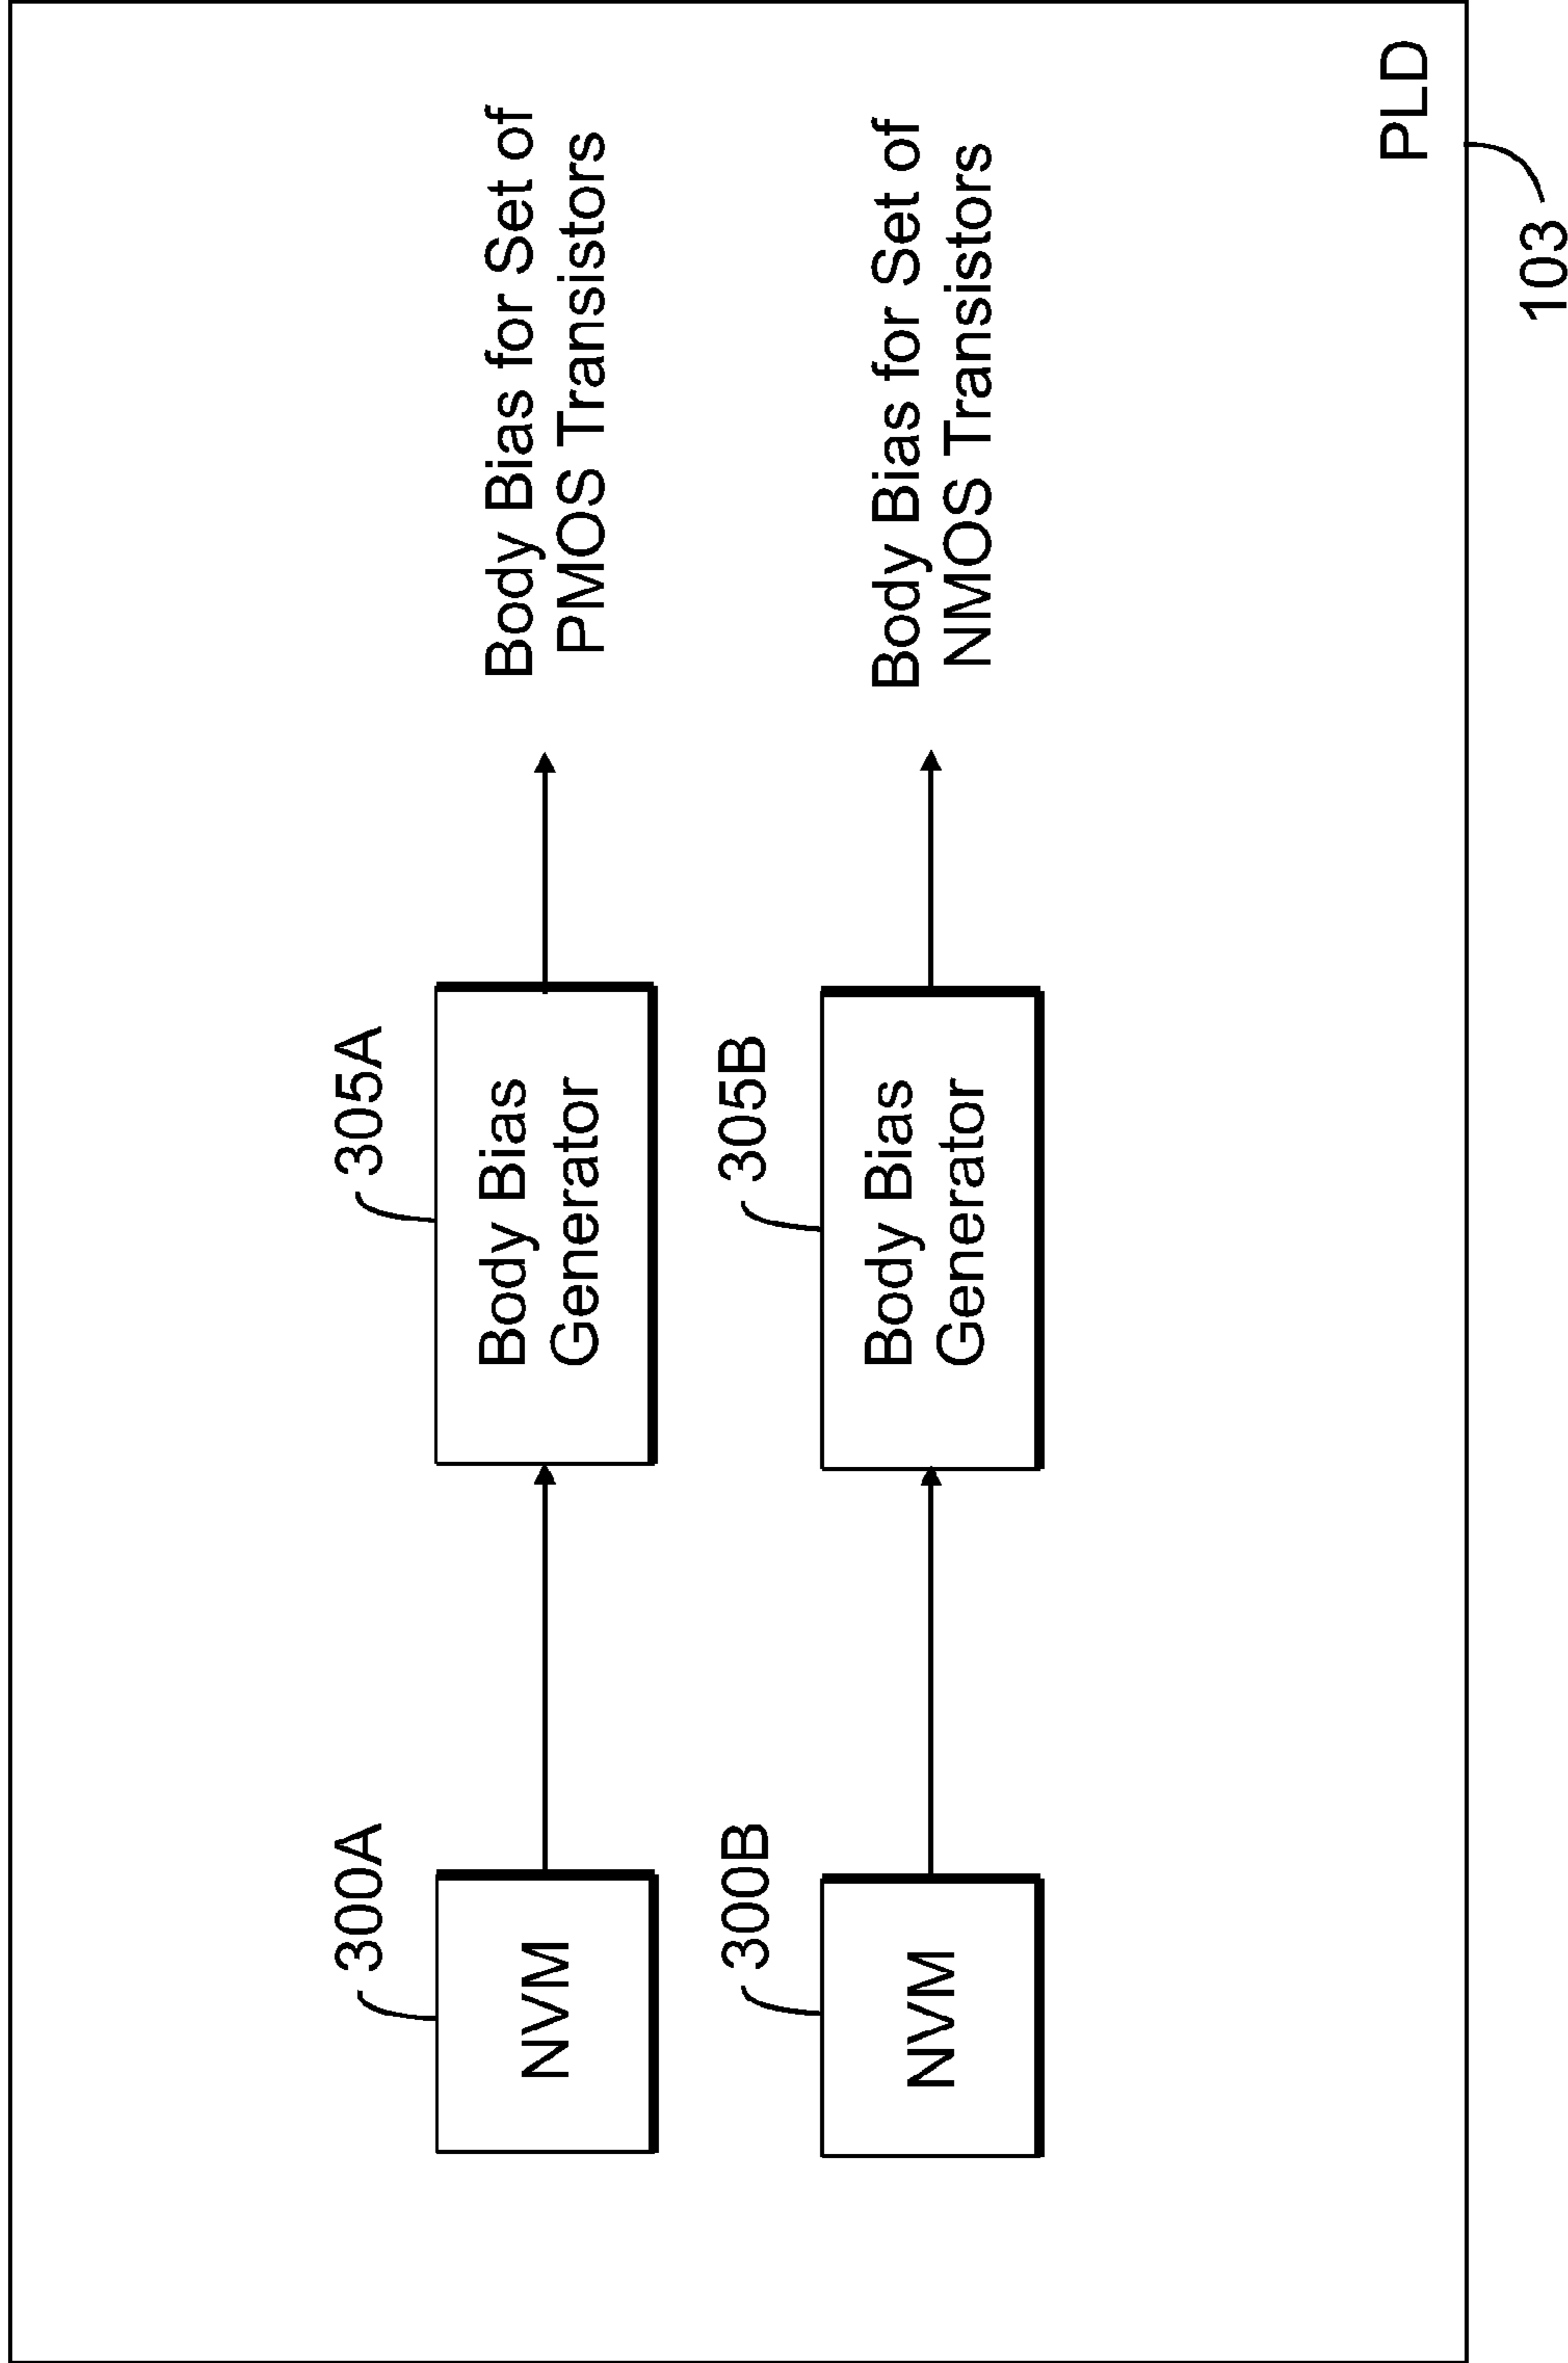 300A
NVM
305A
Body Bias
Generator
Body Bias for Set of
PMOS Transistors
300B
NVM
305B
Body Bias
Generator
Body Bias for Set of
NMOS Transistors
PLD
103